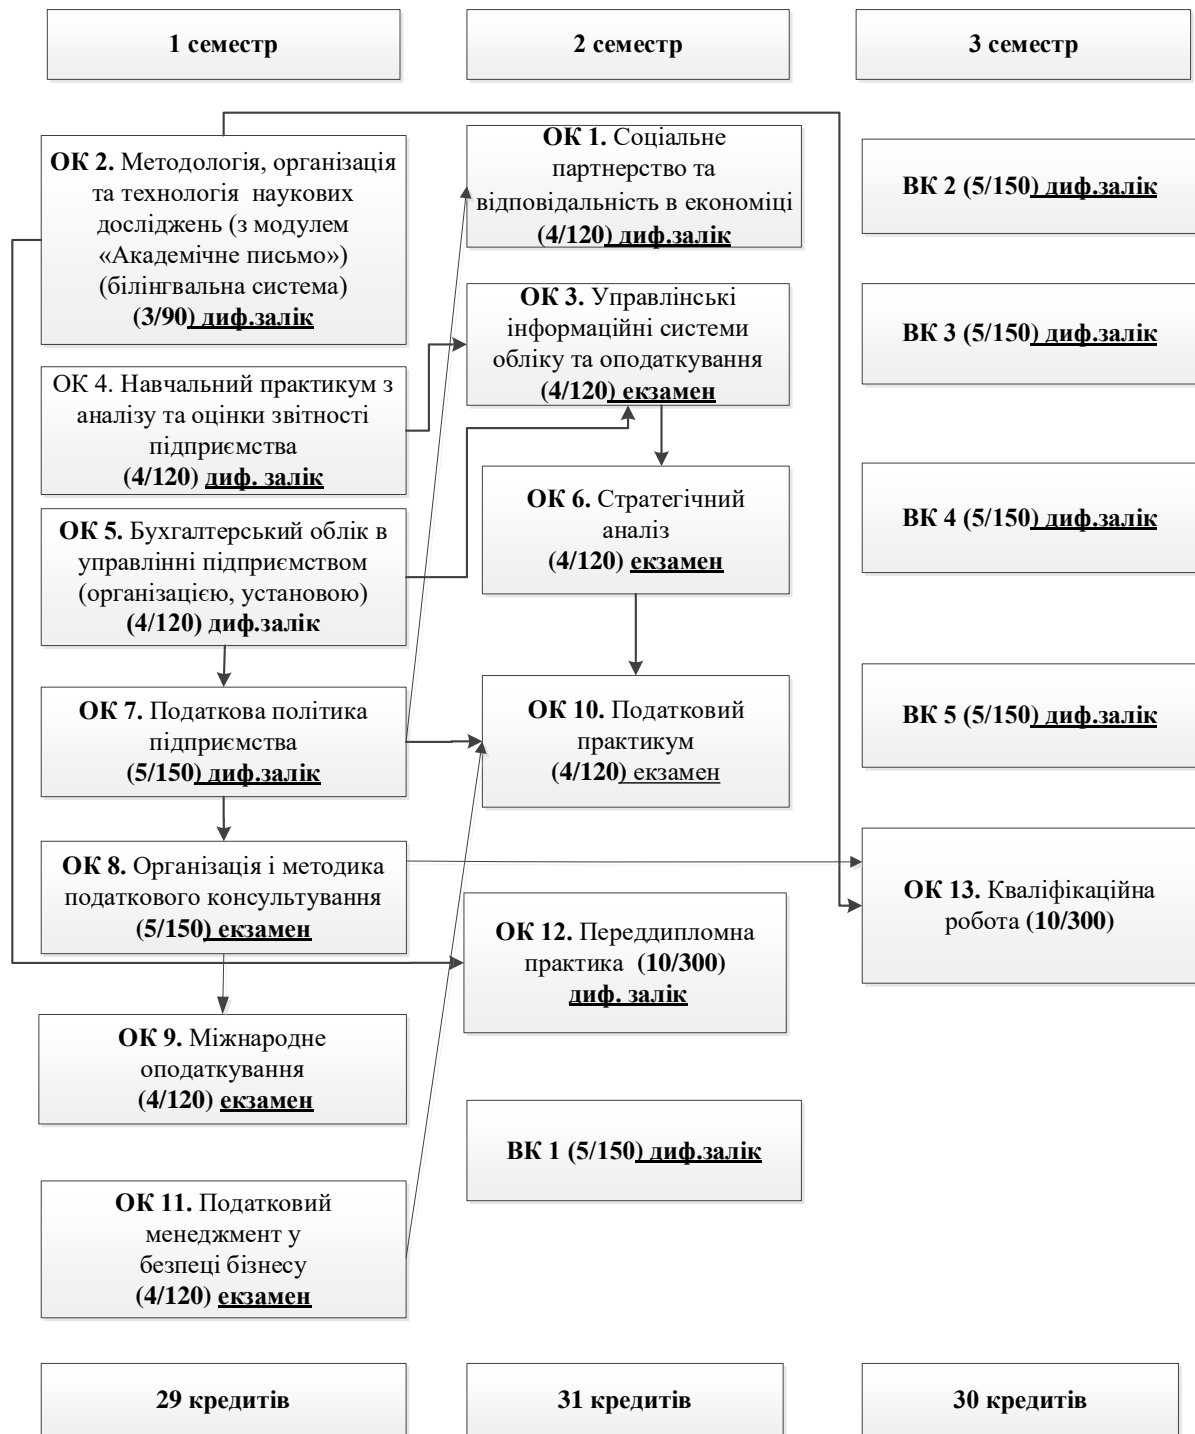 1 семестр
2 семестр
3 семестр
ОК 2. Методологія, організація
та технологія наукових
досліджень (з модулем
«Академічне письмо»)
(білінгвальна система)
(3/90) диф.залік
ОК 4. Навчальний практикум з
аналізу та оцінки звітності
підприємства
(4/120) диф. залік
ОК 5. Бухгалтерський облік в
управлінні підприємством
(організацією, установою)
(4/120) диф.залік
ОК 7. Податкова політика
підприємства
(5/150) диф.залік
ОК 8. Організація і методика
податкового консультування
(5/150) екзамен
ОК 9. Міжнародне
оподаткування
(4/120) екзамен
ОК 11. Податковий
менеджмент у
безпеці бізнесу
(4/120) екзамен
29 кредитів
ОК 1. Соціальне
партнерство та
відповідальність в економіці
(4/120) диф.залік
ОК 3. Управлінські
інформаційні системи
обліку та оподаткування
(4/120) екзамен
ОК 6. Стратегічний
аналіз
(4/120) екзамен
ОК 10. Податковий
практикум
(4/120) екзамен
ОК 12. Переддипломна
практика (10/300)
диф. залік
ВК 1 (5/150) диф.залік
31 кредитів
ВК 2 (5/150) диф.залік
ВК 3 (5/150) диф.залік
ВК 4 (5/150) диф.залік
ВК 5 (5/150) диф.залік
ОК 13. Кваліфікаційна
робота (10/300)
30 кредитів